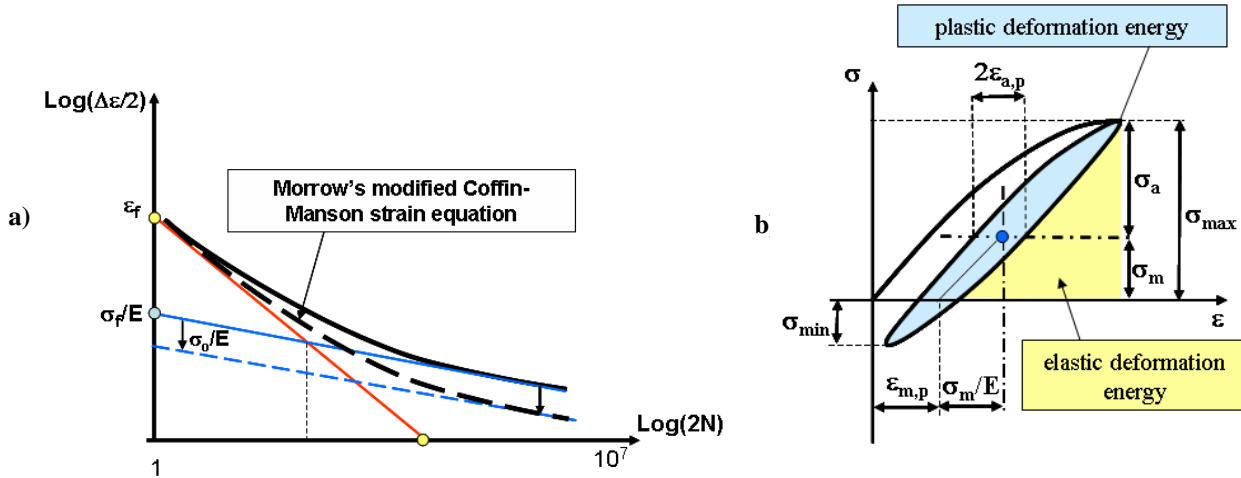 a)
Log(Δε/2)
εf
σf/E
σo/E
Morrow's modified Coffin-
Manson strain equation
Log(2N)
1
10⁷
b
plastic deformation energy
σ
2εa,p
σa
σmax
σm
σmin
ε
εm,p
σm/E
elastic deformation
energy